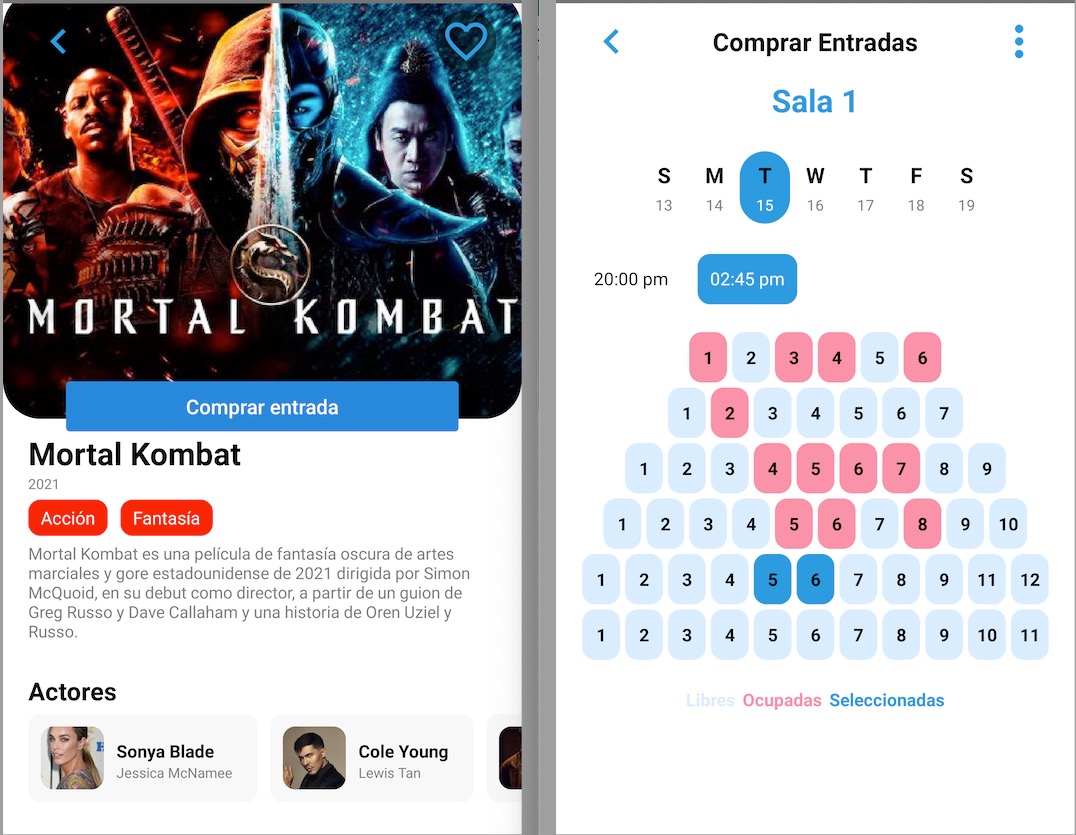 MORTAL KOMBAT
Comprar entrada
Mortal Kombat
2021
Acción Fantasía
Mortal Kombat es una película de fantasía oscura de artes
marciales y gore estadounidense de 2021 dirigida por Simon
McQuoid, en su debut como director, a partir de un guion de
Greg Russo y Dave Callaham y una historia de Oren Uziel y
Russo.
Actores
Sonya Blade
Jessica McNamee
Cole Young
Lewis Tan
Comprar Entradas
Sala 1
S M T W T F S
13 14 15 16 17 18 19
20:00 pm 02:45 pm
1 2 3 4 5 6
1 2 3 4 5 6 7
1 2 3 4 5 6 7 8 9
1 2 3 4 5 6 7 8 9 10
1 2 3 4 5 6 7 8 9 11 12
1 2 3 4 5 6 7 8 9 10 11
Libres Ocupadas Seleccionadas